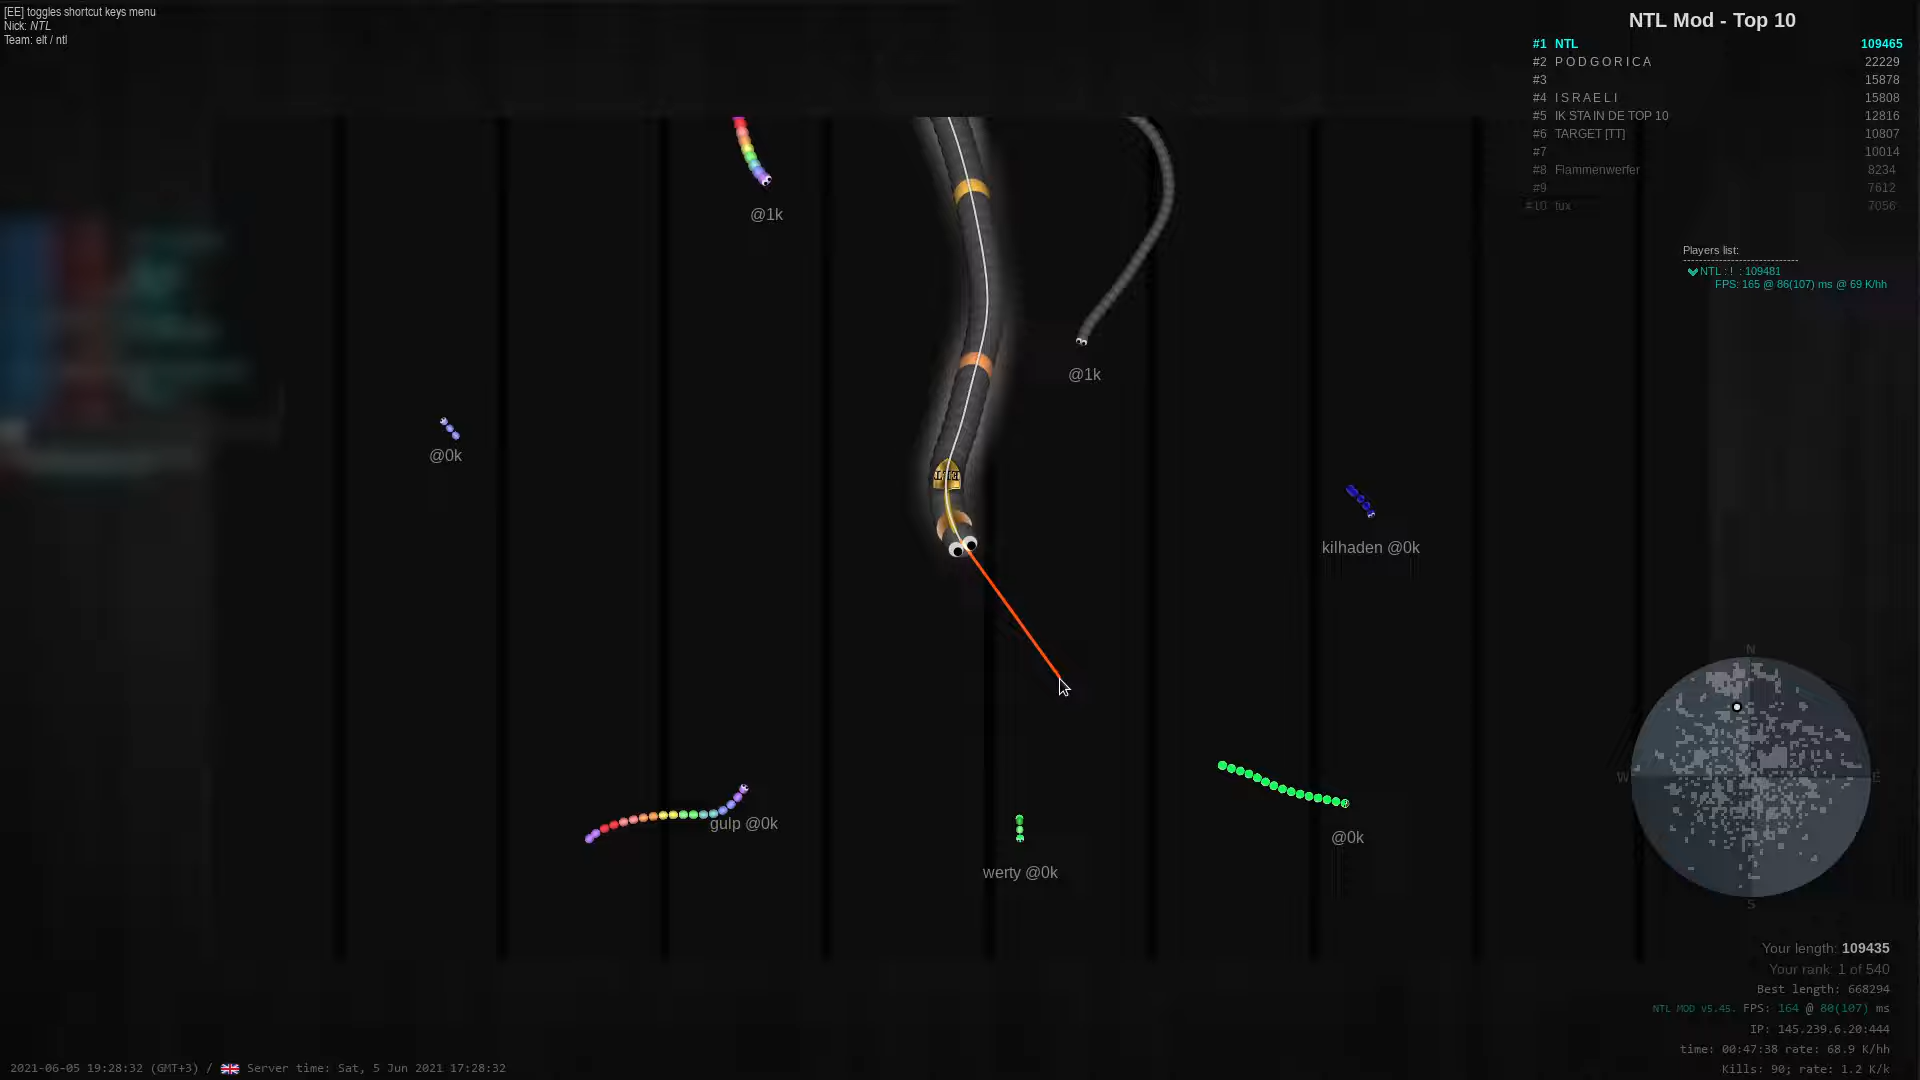 [EE] toggles shortcut keys menu
Nick: NTL
Team: elt / ntl
NTL Mod - Top 10
#1 NTL 109465
#2 P O D G O R I C A 22229
#3 15878
#4 I S R A E L I 15808
#5 IK STA IN DE TOP 10 12816
#6 TARGET [TT] 10807
#7 10014
#8 Flammenwerfer 8234
#9 7612
#10 tux 7056
Players list:
NTL : ! : 109481
FPS: 165 @ 86(107) ms @ 69 K/hh
@1k
@1k
@0k
kilhaden @0k
gulp @0k
werty @0k
@0k
N
W
E
S
Your length: 109435
Your rank: 1 of 540
Best length: 668294
NTL MOD v5.45. FPS: 164 @ 80(107) ms
IP: 145.239.6.20:444
time: 00:47:38 rate: 68.9 K/hh
Kills: 90; rate: 1.2 K/k
2021-06-05 19:28:32 (GMT+3) / Server time: Sat, 5 Jun 2021 17:28:32